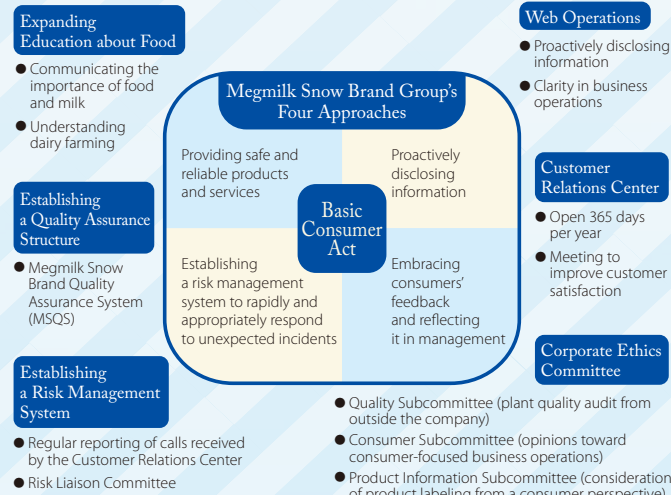 Expanding
Education about Food
● Communicating the
importance of food
and milk
● Understanding
dairy farming
Establishing
a Quality Assurance
Structure
● Megmilk Snow
Brand Quality
Assurance System
(MSQS)
Establishing
a Risk Management
System
● Regular reporting of calls received
by the Customer Relations Center
● Risk Liaison Committee
Megmilk Snow Brand Group's
Four Approaches
Providing safe and
reliable products
and services
Proactively
disclosing
information
Basic
Consumer
Act
Establishing
a risk management
system to rapidly and
appropriately respond
to unexpected incidents
Embracing
consumers'
feedback
and reflecting
it in management
Web Operations
● Proactively disclosing
information
● Clarity in business
operations
Customer
Relations Center
● Open 365 days
per year
● Meeting to
improve customer
satisfaction
Corporate Ethics
Committee
● Quality Subcommittee (plant quality audit from
outside the company)
● Consumer Subcommittee (opinions toward
consumer-focused business operations)
● Product Information Subcommittee (consideration
of product labeling from a consumer perspective)